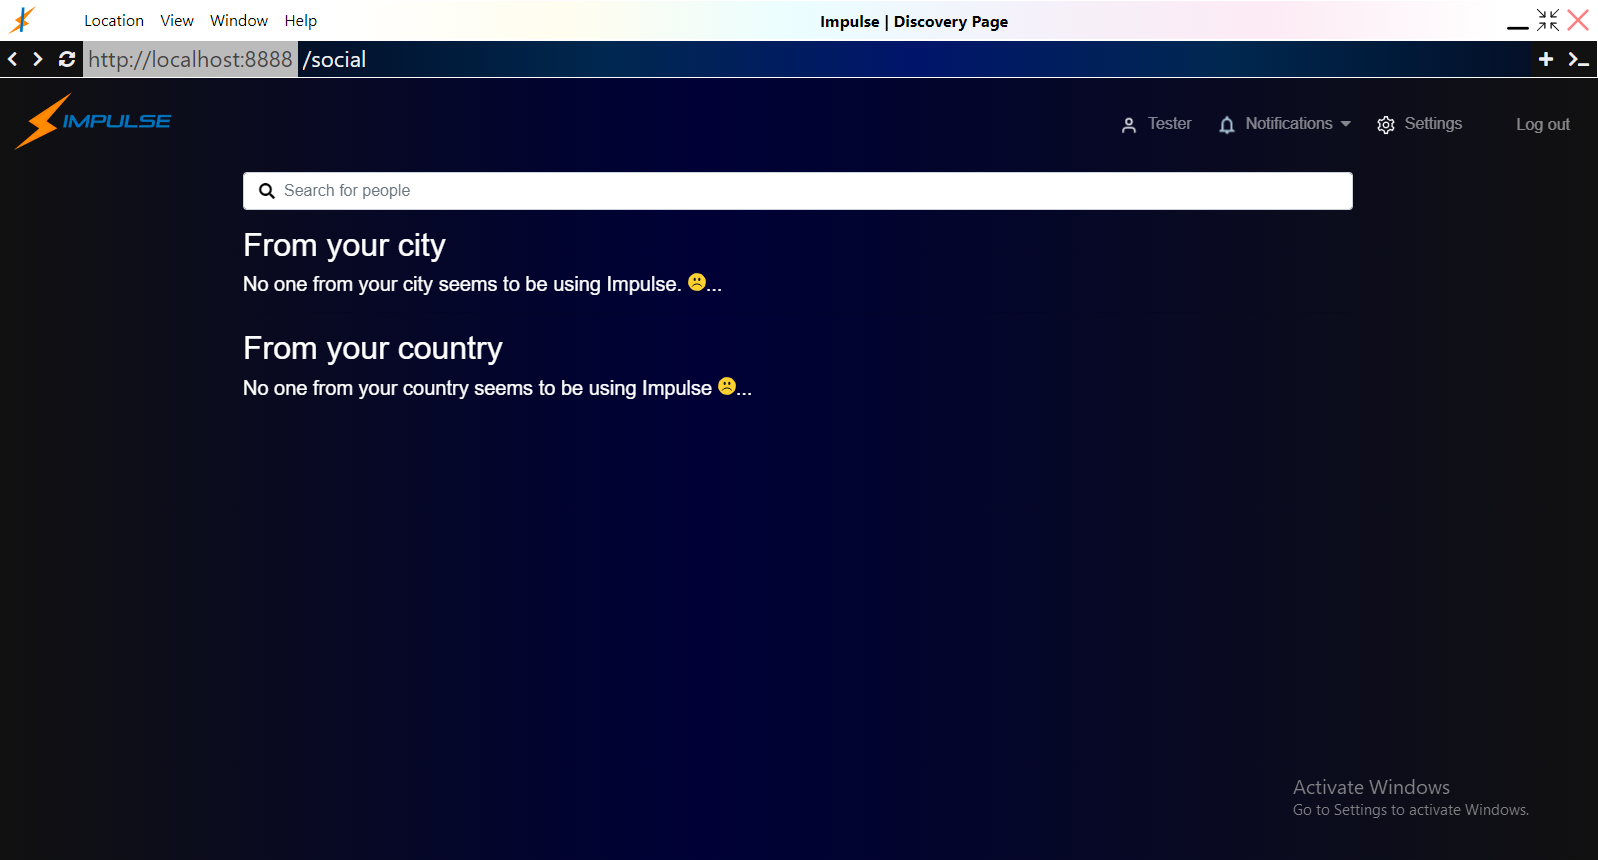 Location View Window Help
Impulse | Discovery Page
http://localhost:8888 /social
IMPULSE
Tester Notifications Settings Log out
Search for people
From your city
No one from your city seems to be using Impulse. ☹️...
From your country
No one from your country seems to be using Impulse ☹️...
Activate Windows
Go to Settings to activate Windows.